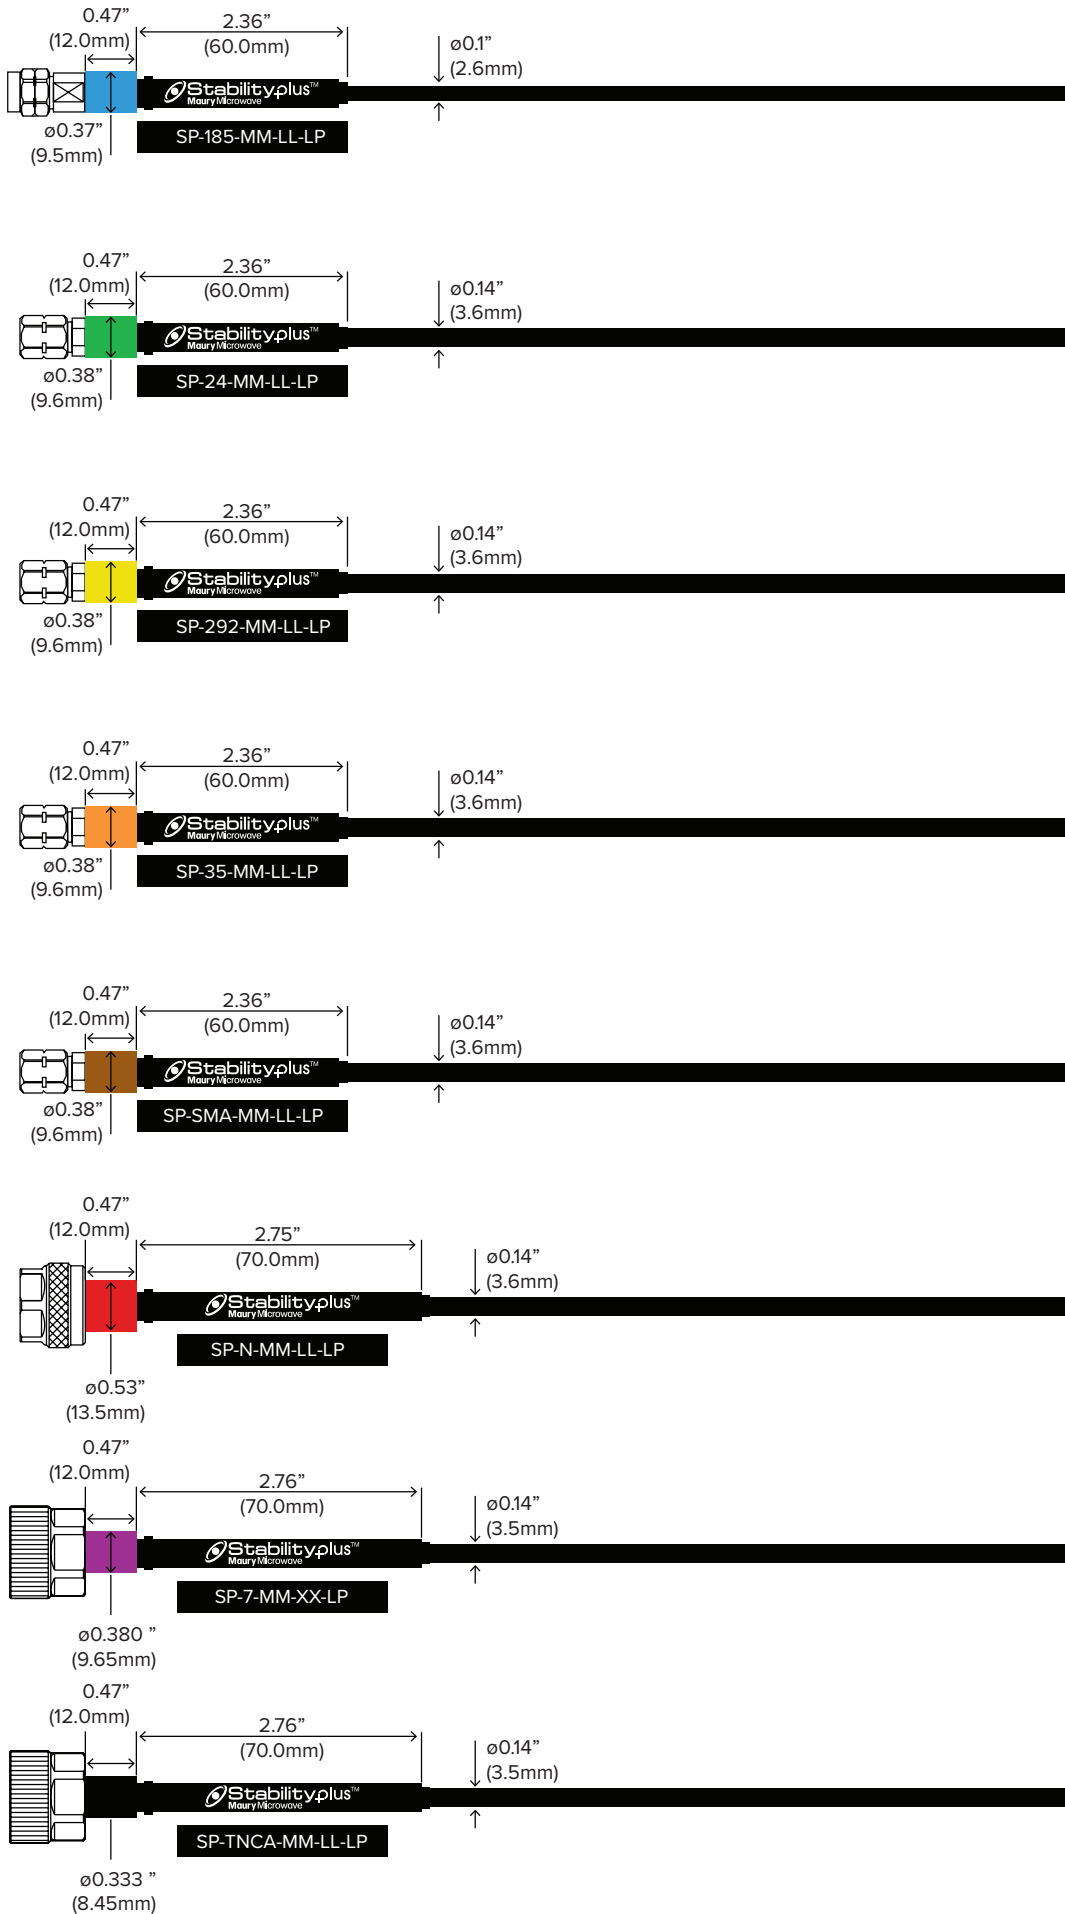 0.47”
(12.0mm)
2.36”
(60.0mm)
ø0.1”
(2.6mm)
Stability plus™
Maury Microwave
ø0.37”
(9.5mm)
SP-185-MM-LL-LP
0.47”
(12.0mm)
2.36”
(60.0mm)
ø0.14”
(3.6mm)
Stability plus™
Maury Microwave
ø0.38”
(9.6mm)
SP-24-MM-LL-LP
0.47”
(12.0mm)
2.36”
(60.0mm)
ø0.14”
(3.6mm)
Stability plus™
Maury Microwave
ø0.38”
(9.6mm)
SP-292-MM-LL-LP
0.47”
(12.0mm)
2.36”
(60.0mm)
ø0.14”
(3.6mm)
Stability plus™
Maury Microwave
ø0.38”
(9.6mm)
SP-35-MM-LL-LP
0.47”
(12.0mm)
2.36”
(60.0mm)
ø0.14”
(3.6mm)
Stability plus™
Maury Microwave
ø0.38”
(9.6mm)
SP-SMA-MM-LL-LP
0.47”
(12.0mm)
2.75”
(70.0mm)
ø0.14”
(3.6mm)
Stability plus™
Maury Microwave
SP-N-MM-LL-LP
ø0.53”
(13.5mm)
0.47”
(12.0mm)
2.76”
(70.0mm)
ø0.14”
(3.5mm)
Stability plus™
Maury Microwave
SP-7-MM-XX-LP
ø0.380 ”
(9.65mm)
0.47”
(12.0mm)
2.76”
(70.0mm)
ø0.14”
(3.5mm)
Stability plus™
Maury Microwave
SP-TNCA-MM-LL-LP
ø0.333 ”
(8.45mm)